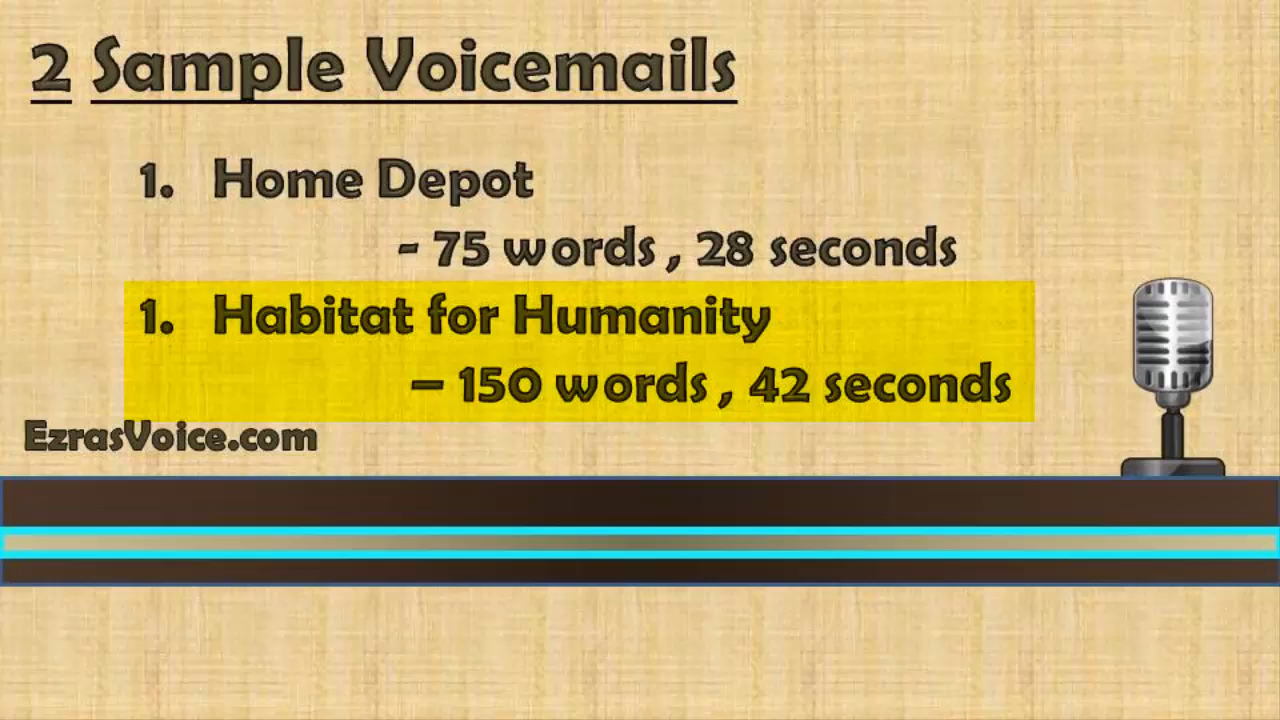 2 Sample Voicemails
1. Home Depot
- 75 words , 28 seconds
1. Habitat for Humanity
– 150 words , 42 seconds
EzrasVoice.com